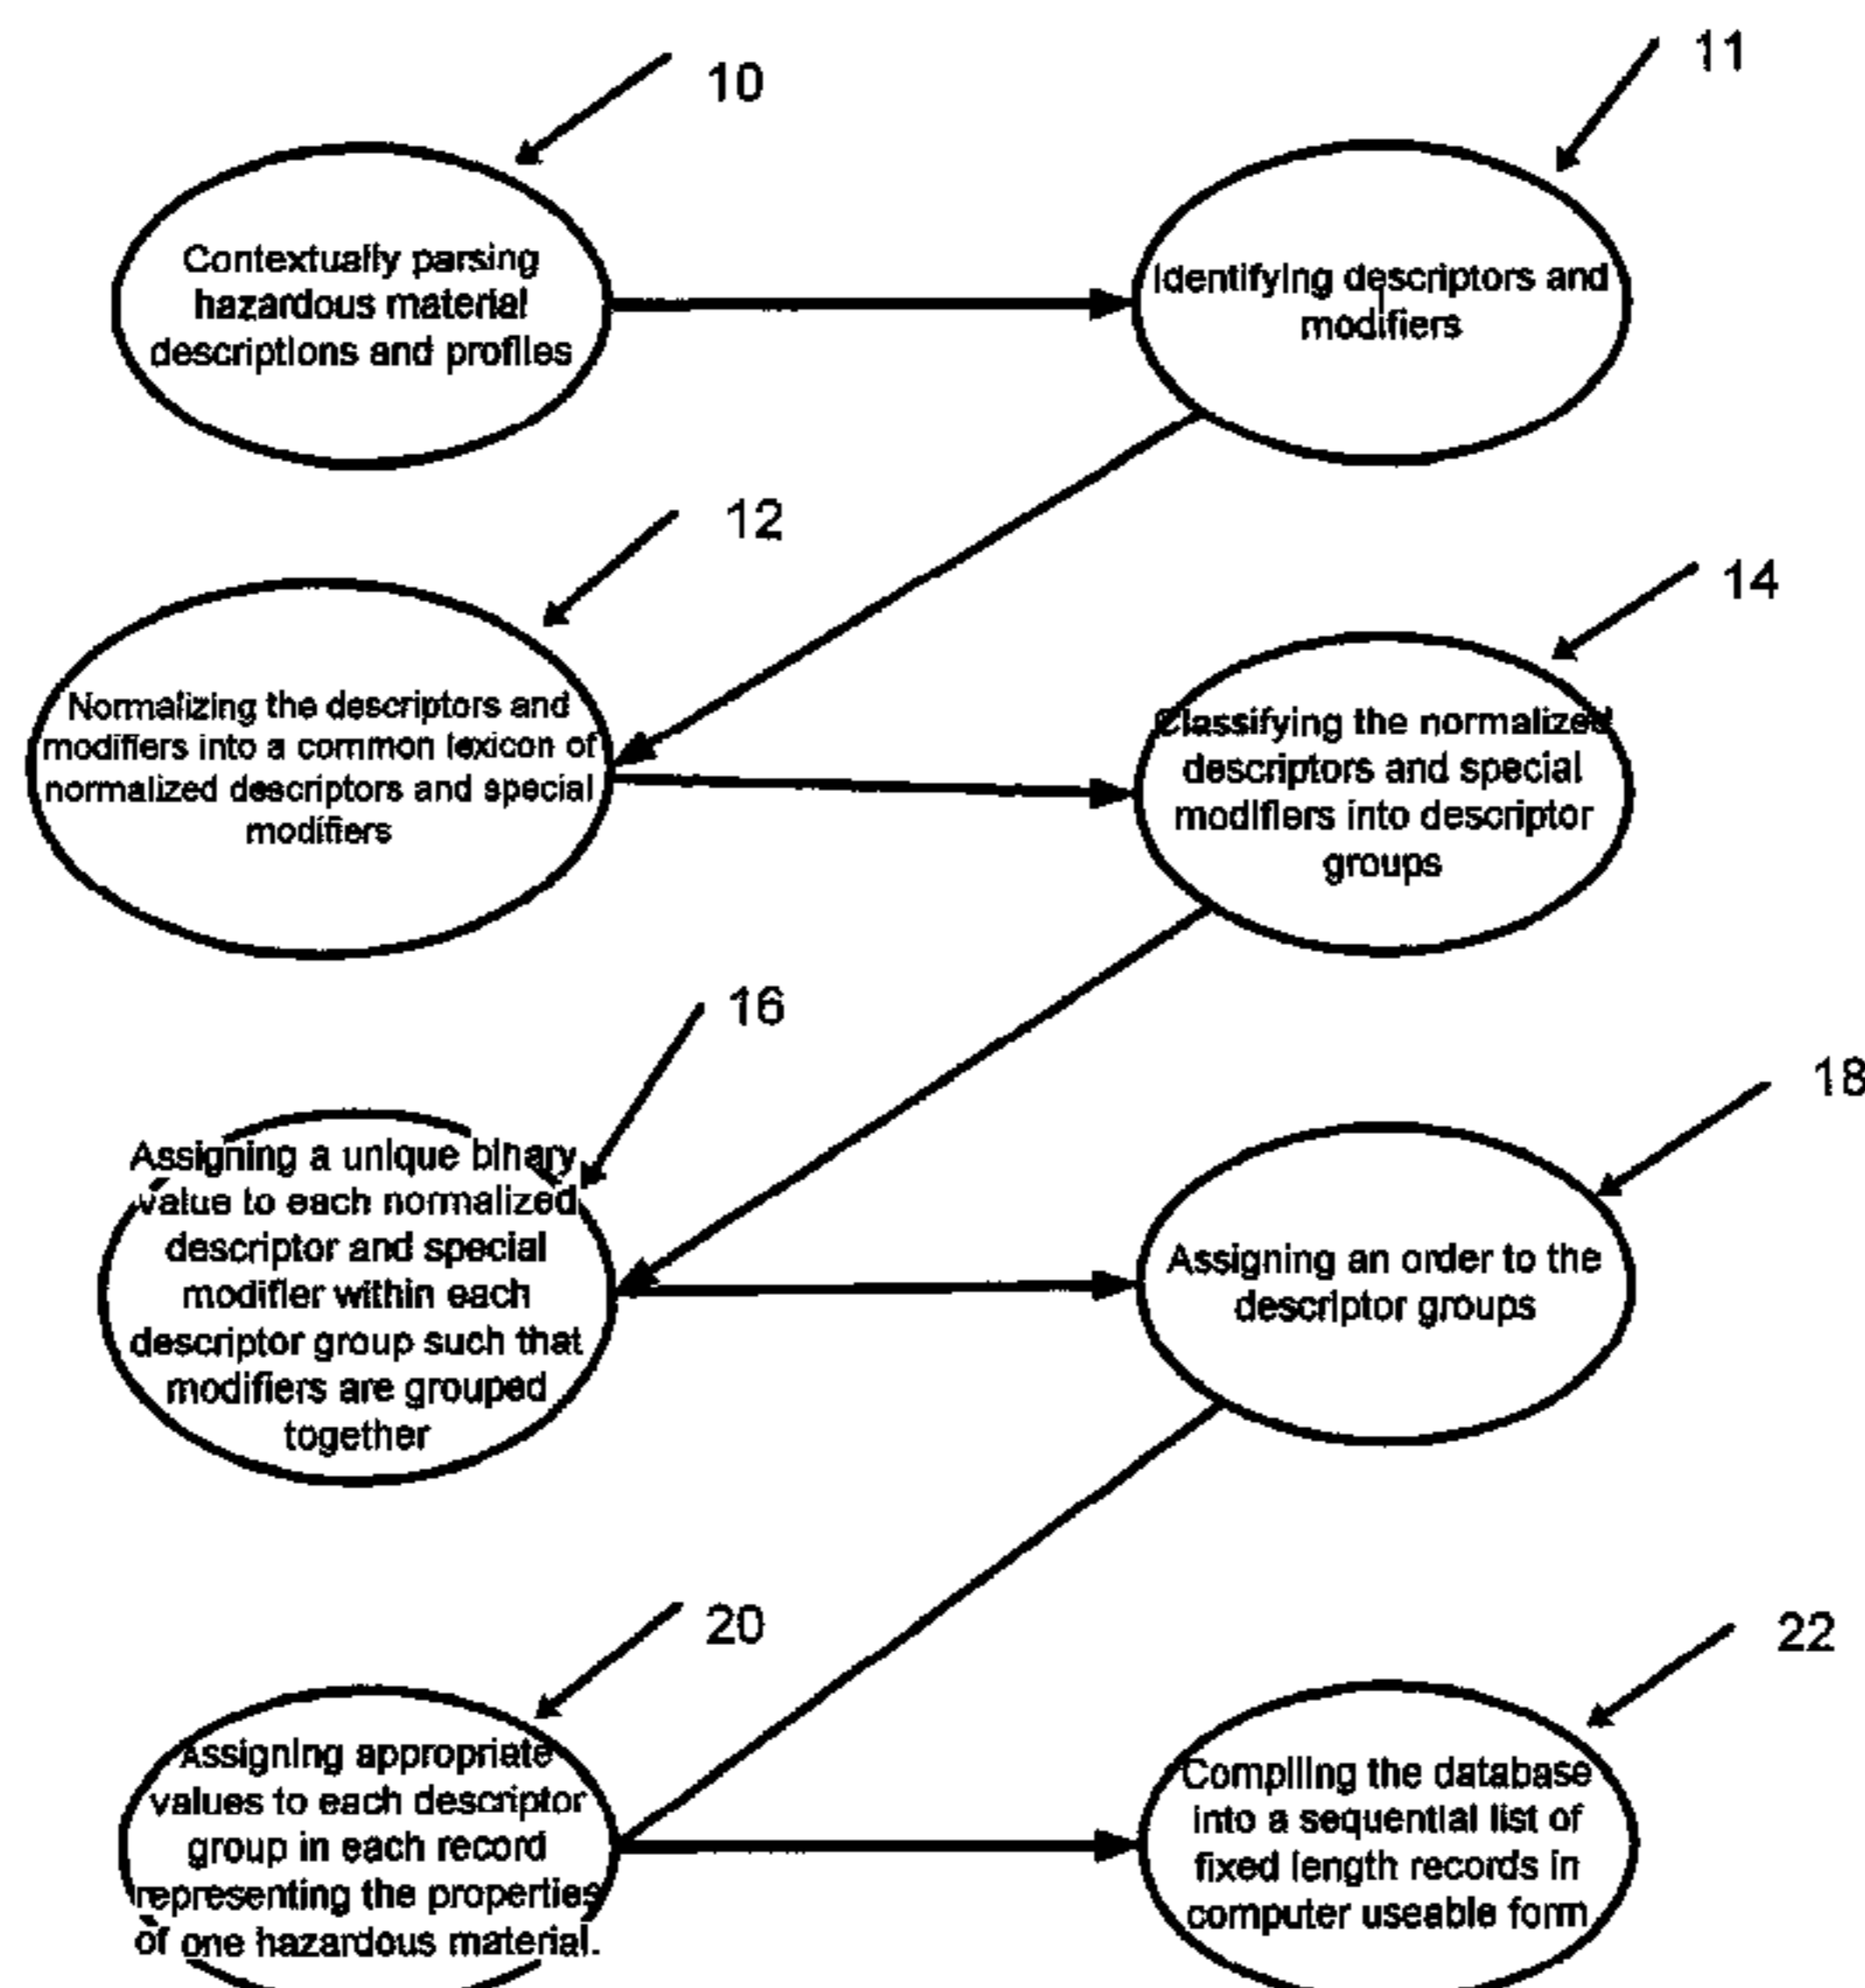 10
Contextually parsing
hazardous material
descriptions and profiles
11
Identifying descriptors and
modifiers
12
Normalizing the descriptors and
modifiers into a common lexicon of
normalized descriptors and special
modifiers
14
Classifying the normalized
descriptors and special
modifiers into descriptor
groups
16
Assigning a unique binary
value to each normalized
descriptor and special
modifier within each
descriptor group such that
modifiers are grouped
together
18
Assigning an order to the
descriptor groups
20
Assigning appropriate
values to each descriptor
group in each record
representing the properties
of one hazardous material.
22
Compiling the database
into a sequential list of
fixed length records in
computer useable form